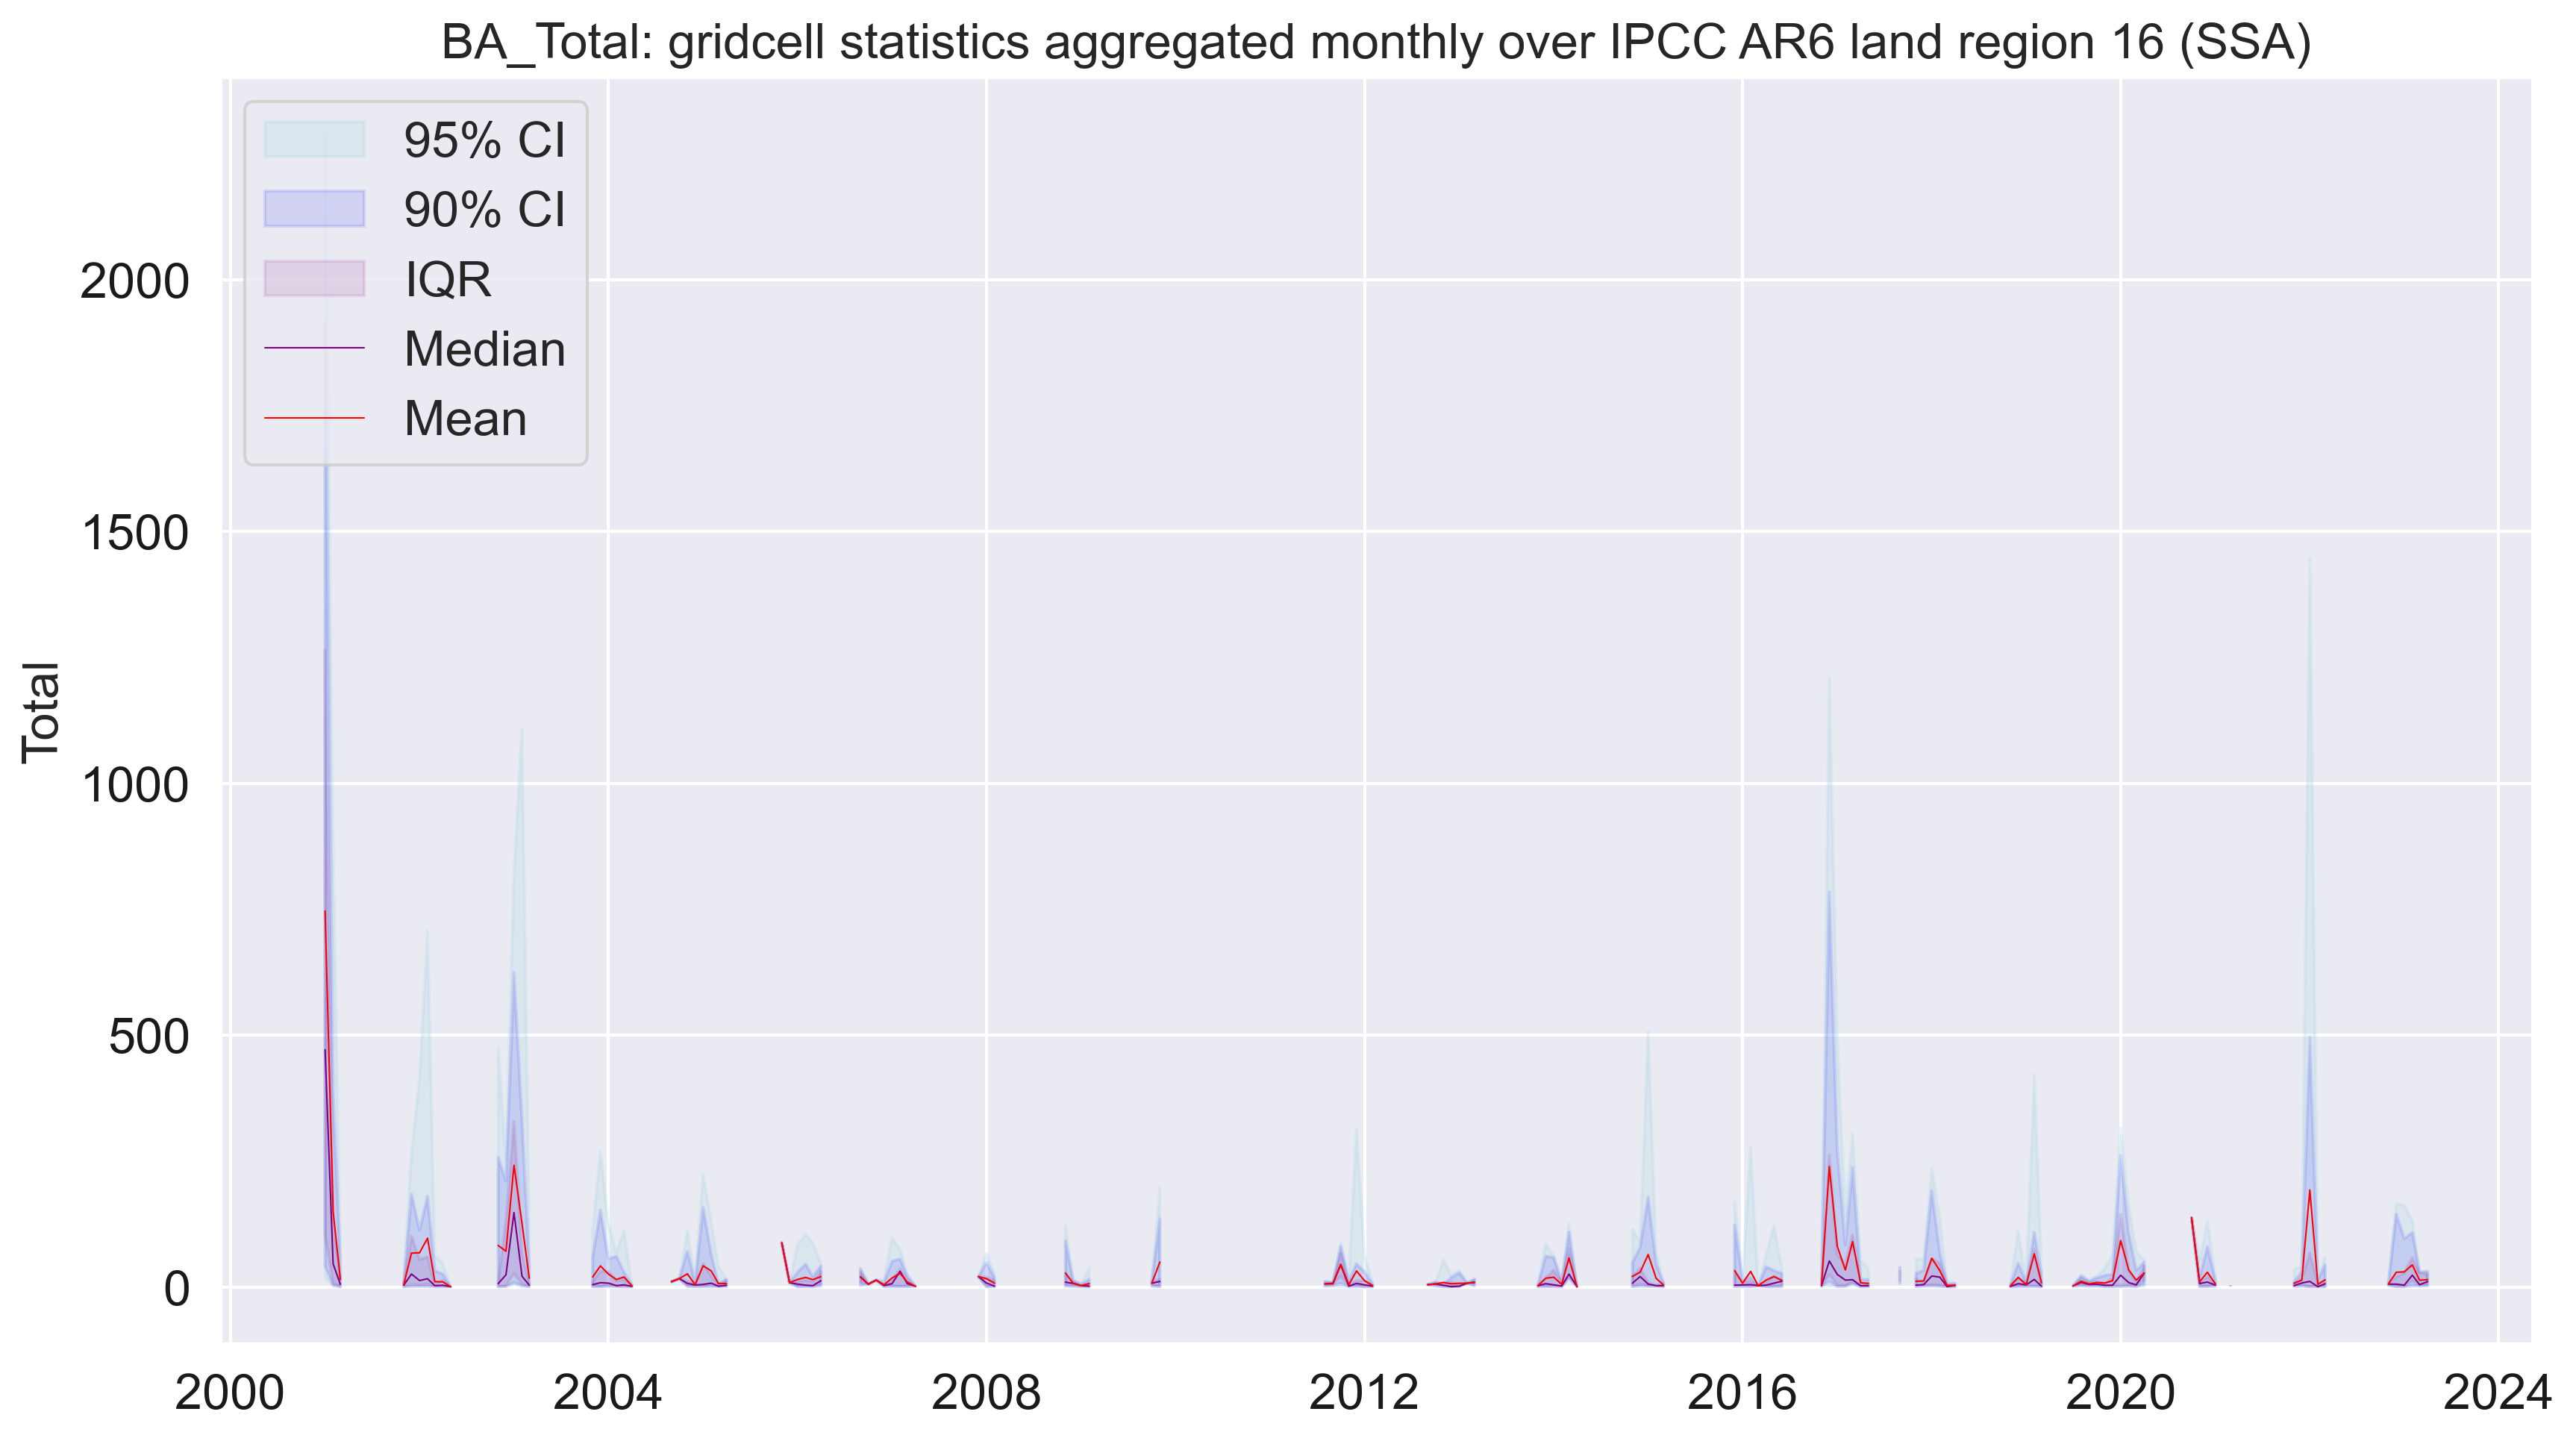 BA_Total: gridcell statistics aggregated monthly over IPCC AR6 land region 16 (SSA)
95% CI
90% CI
IQR
Median
Mean
Total
2000
1500
1000
500
0
2000 2004 2008 2012 2016 2020 2024